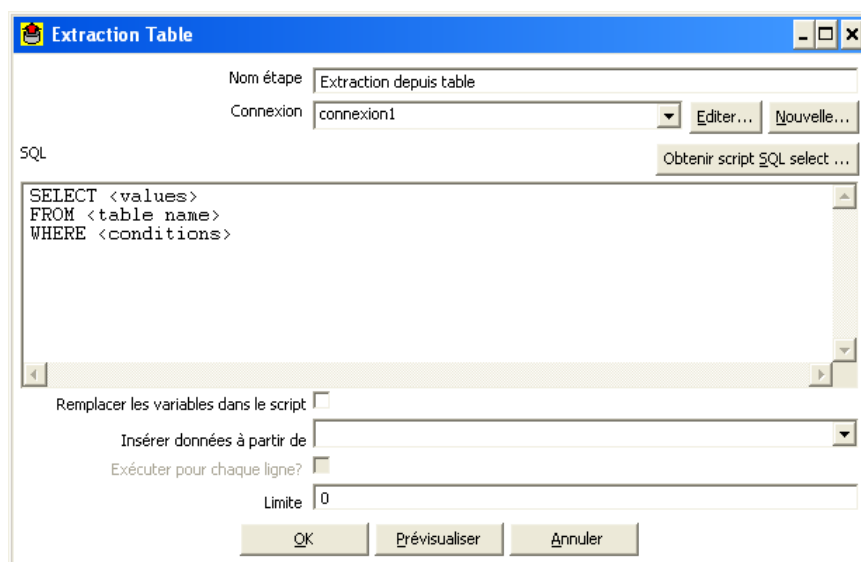 Extraction Table
Nom étape Extraction depuis table
Connexion connexion1 Editer... Nouvelle...
SQL Obtenir script SQL select ...
SELECT <values>
FROM <table name>
WHERE <conditions>
Remplacer les variables dans le script
Insérer données à partir de
Exécuter pour chaque ligne?
Limite 0
OK Prévisualiser Annuler